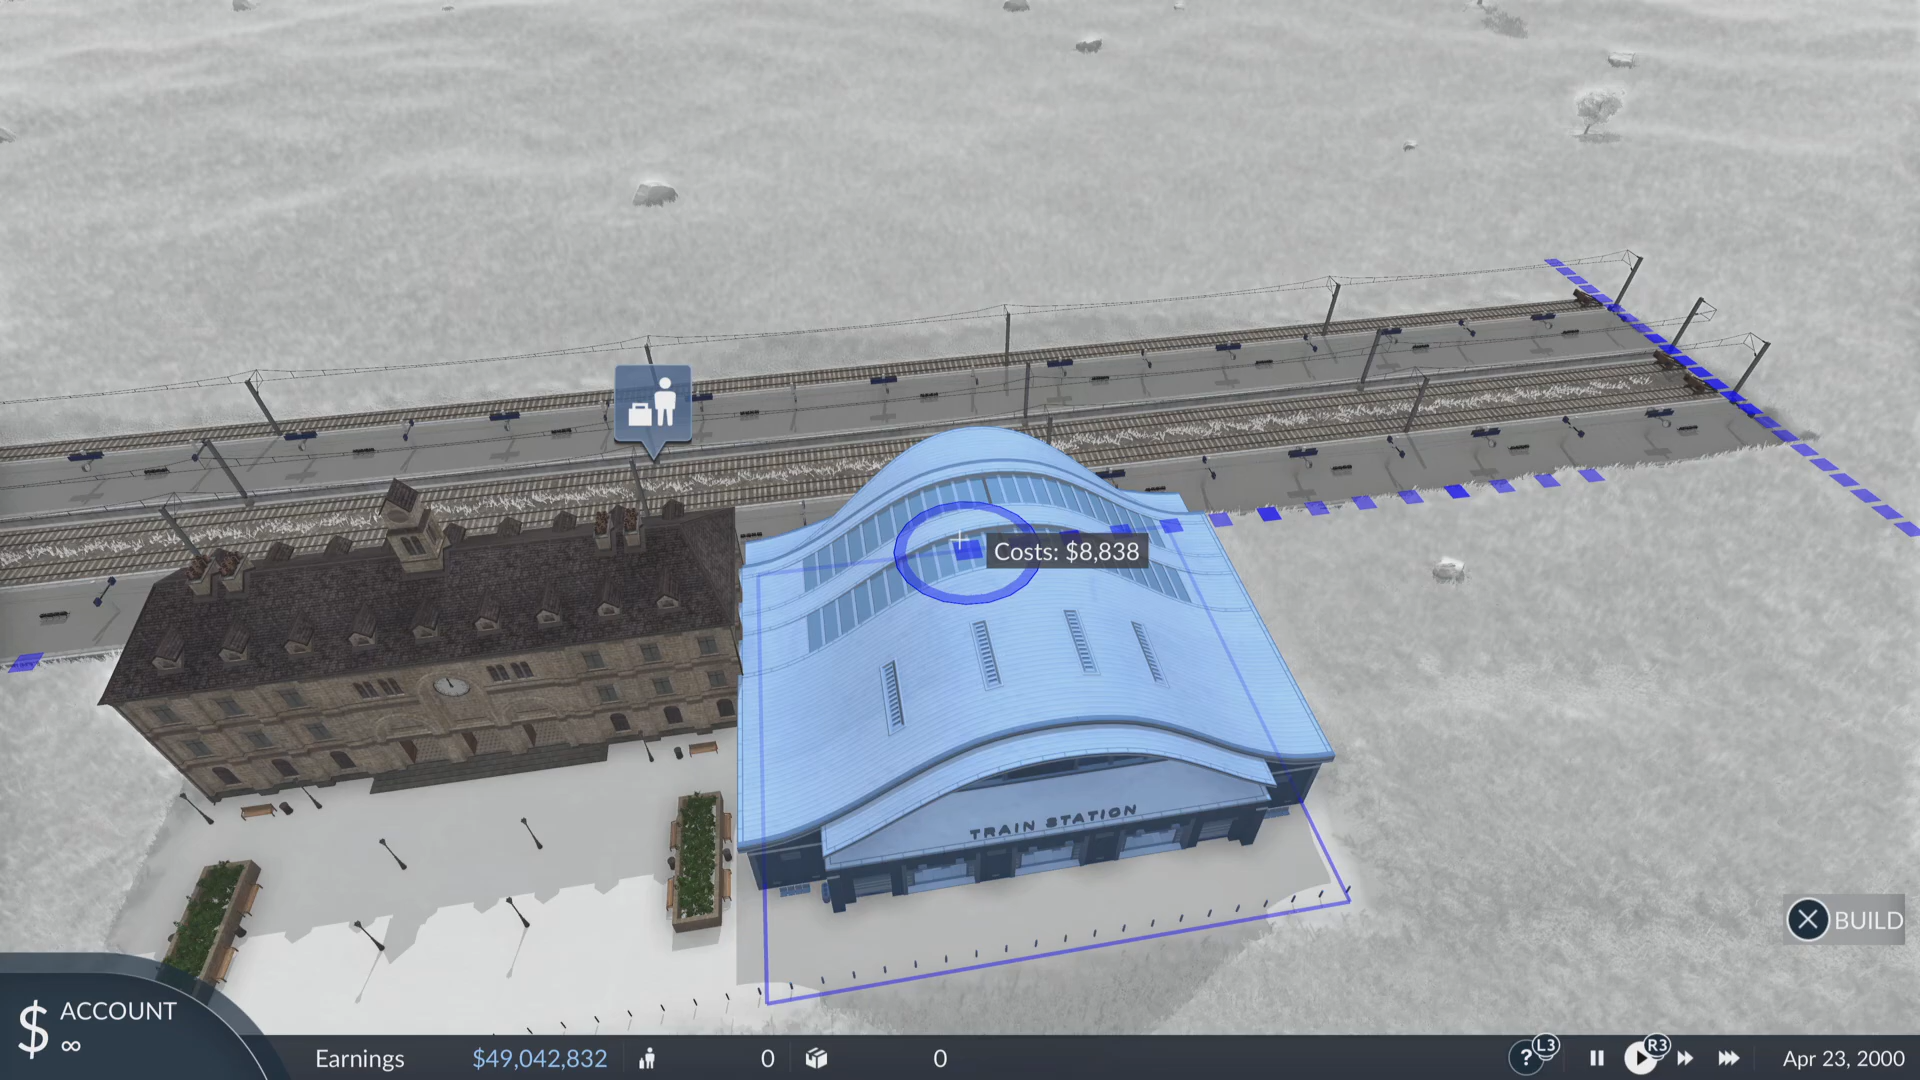 Costs: $8,838
TRAIN STATION
BUILD
$ ACCOUNT
∞
Earnings $49,042,832 0 0
? L3 R3 Apr 23, 2000